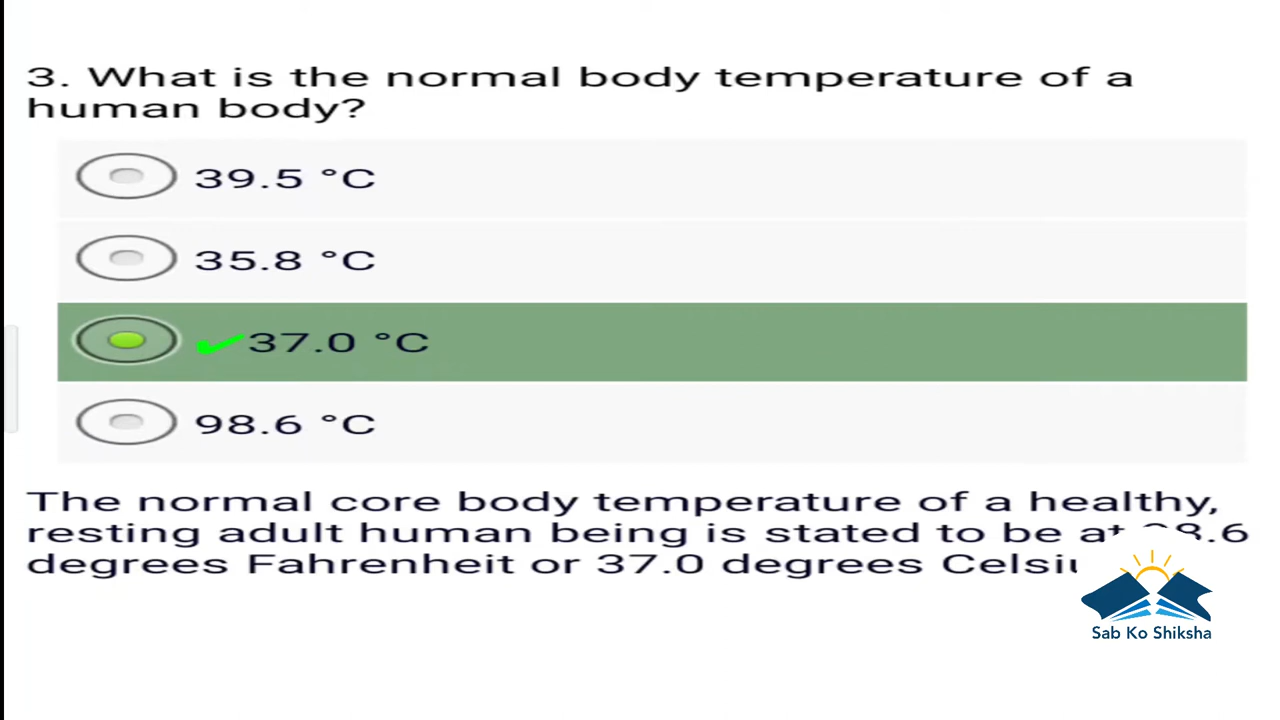 3. What is the normal body temperature of a
human body?
39.5 °C
35.8 °C
✔37.0 °C
98.6 °C
The normal core body temperature of a healthy,
resting adult human being is stated to be at 8.6
degrees Fahrenheit or 37.0 degrees
Sab Ko Shiksha